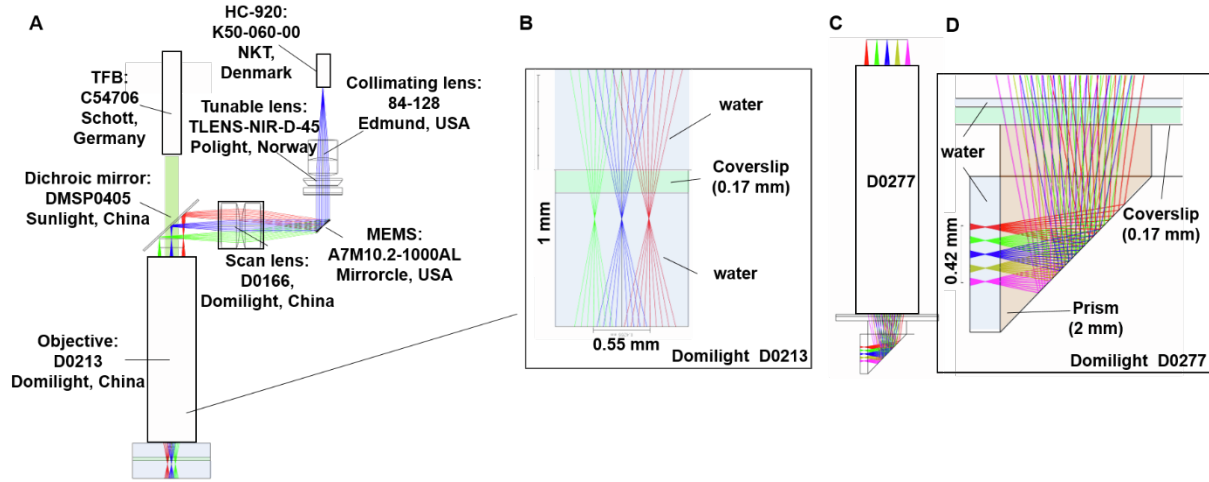 A
HC-920:
K50-060-00
NKT,
Denmark
TFB:
C54706
Schott,
Germany
Collimating lens:
84-128
Edmund, USA
Tunable lens:
TLENS-NIR-D-45
Polight, Norway
Dichroic mirror:
DMSP0405
Sunlight, China
MEMS:
A7M10.2-1000AL
Mirrorcle, USA
Scan lens:
D0166,
Domilight, China
Objective:
D0213
Domilight, China
B
water
Coverslip
(0.17 mm)
1 mm
water
0.55 mm
Domilight D0213
C
D0277
D
water
Coverslip
(0.17 mm)
0.42 mm
Prism
(2 mm)
Domilight D0277